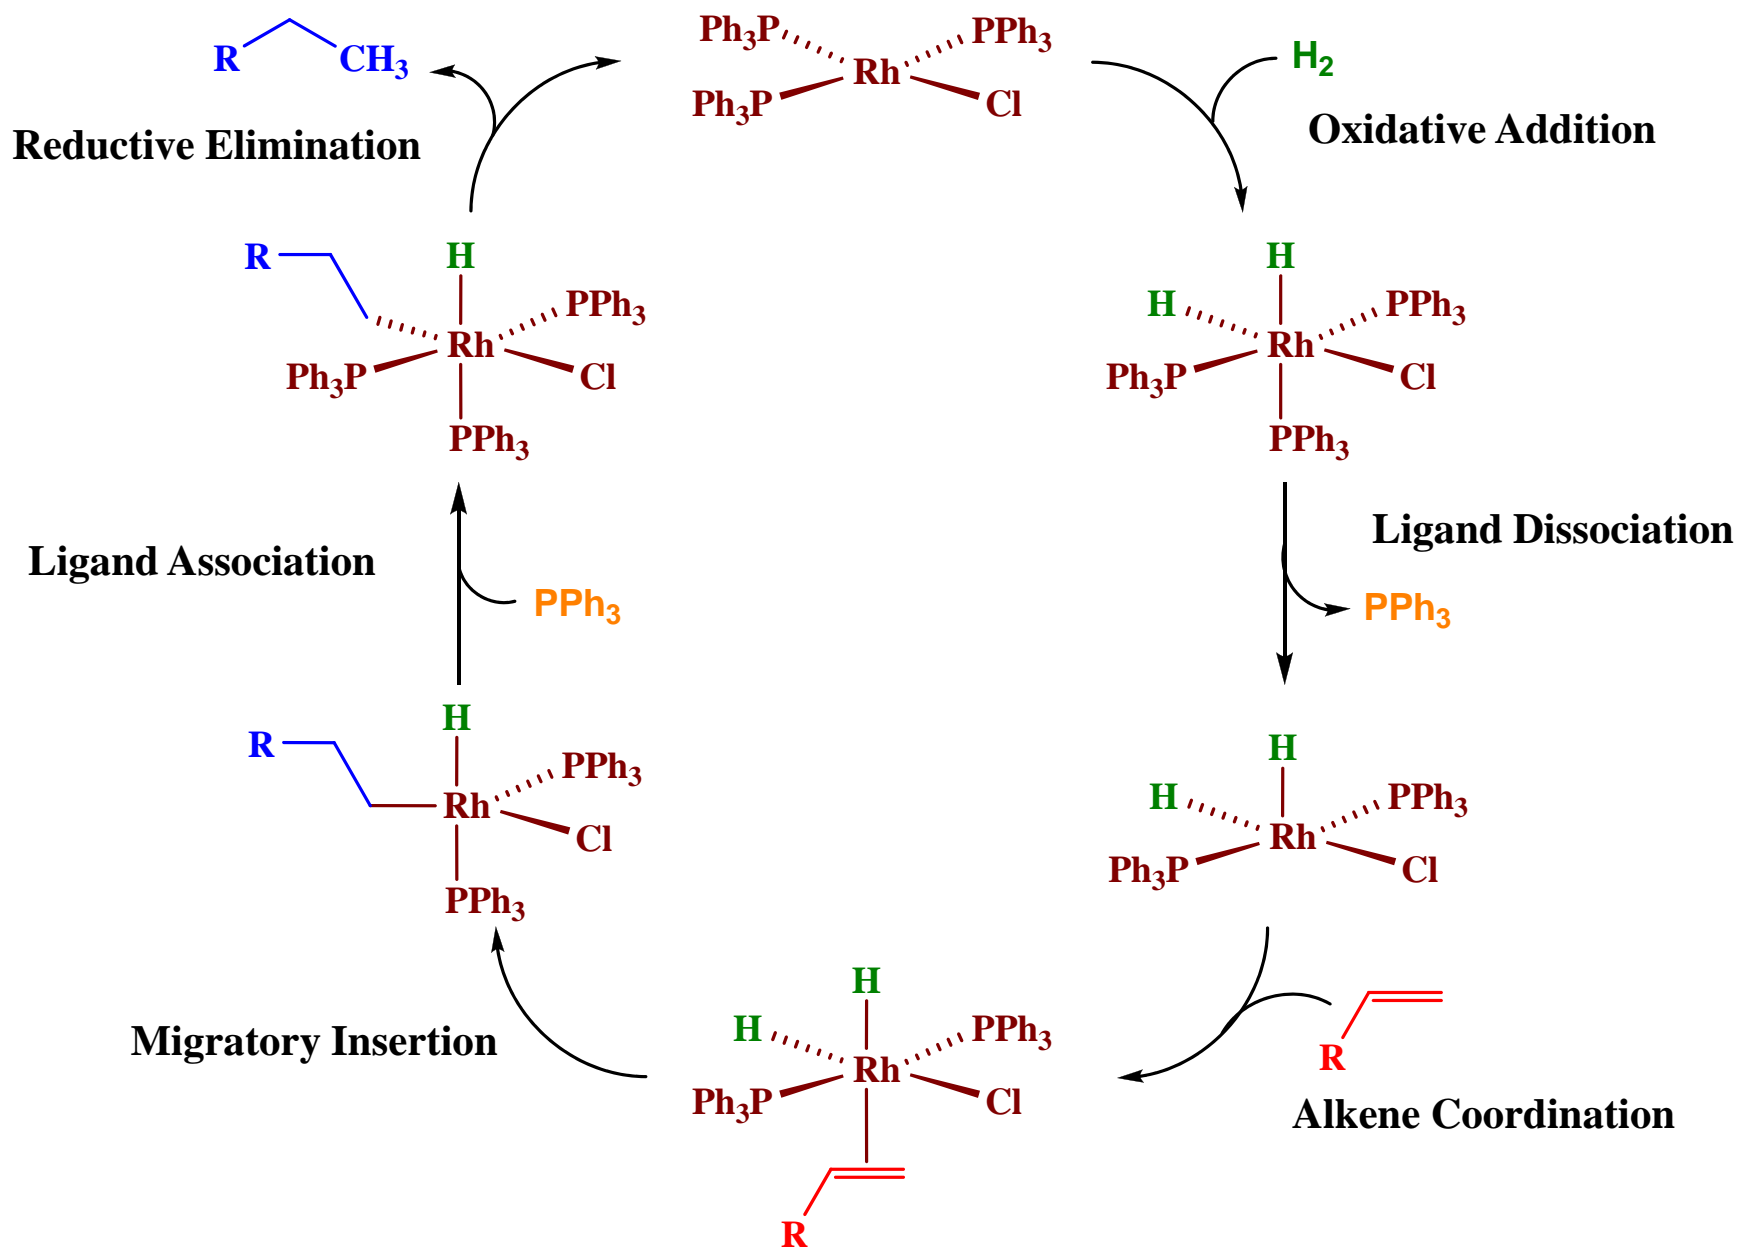 Ph₃P PPh₃
Rh
Ph₃P Cl
H₂
Oxidative Addition
H
H PPh₃
Rh
Ph₃P Cl
PPh₃
Ligand Dissociation
PPh₃
H
H PPh₃
Rh
Ph₃P Cl
R
Alkene Coordination
H
H PPh₃
Rh
Ph₃P Cl
R
Migratory Insertion
H
R PPh₃
Rh
Cl
PPh₃
Ligand Association
PPh₃
R H
PPh₃
Rh
Ph₃P Cl
PPh₃
Reductive Elimination
R CH₃